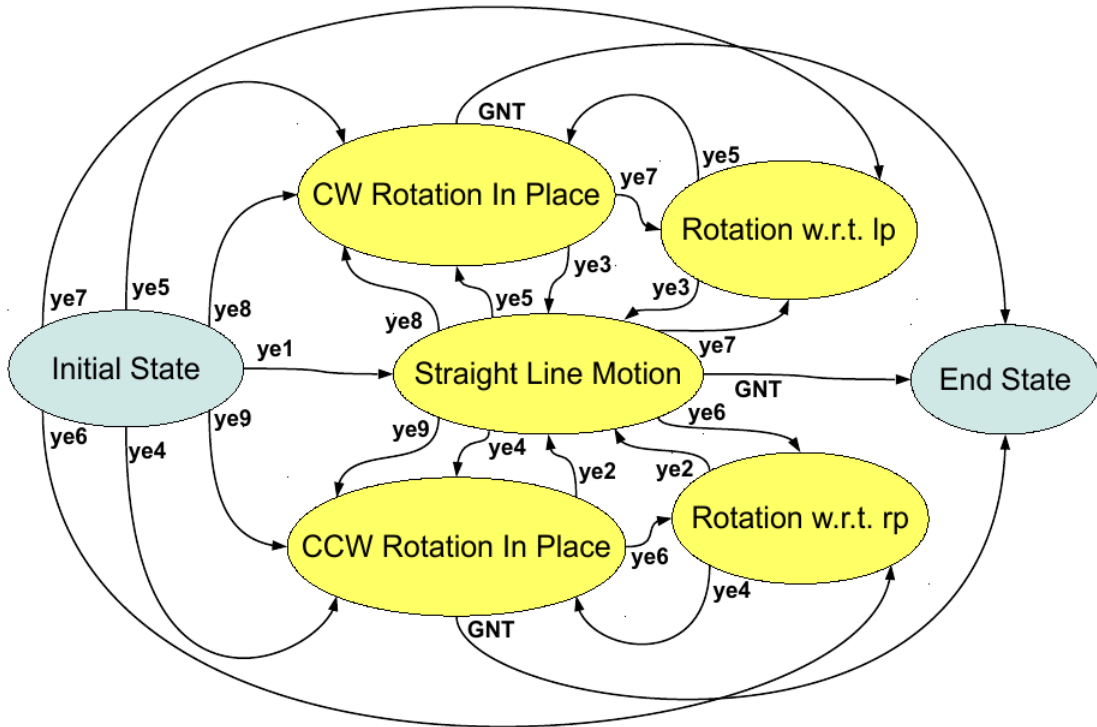 GNT
ye5
CW Rotation In Place
ye7
Rotation w.r.t. lp
ye3
ye3
ye7
ye5
ye8
ye5
ye8
ye7
Initial State
ye1
Straight Line Motion
GNT
End State
ye6
ye9
ye6
ye4
ye9
ye4
ye2
ye2
Rotation w.r.t. rp
CCW Rotation In Place
ye6
ye4
GNT